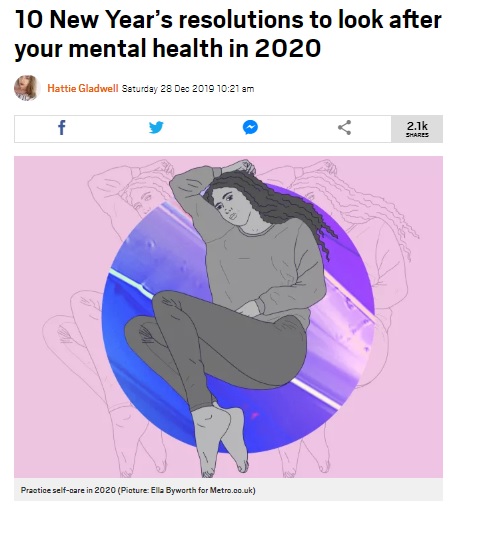 10 New Year’s resolutions to look after
your mental health in 2020
Hattie Gladwell Saturday 28 Dec 2019 10:21 am
2.1k
SHARES
Practice self-care in 2020 (Picture: Ella Byworth for Metro.co.uk)